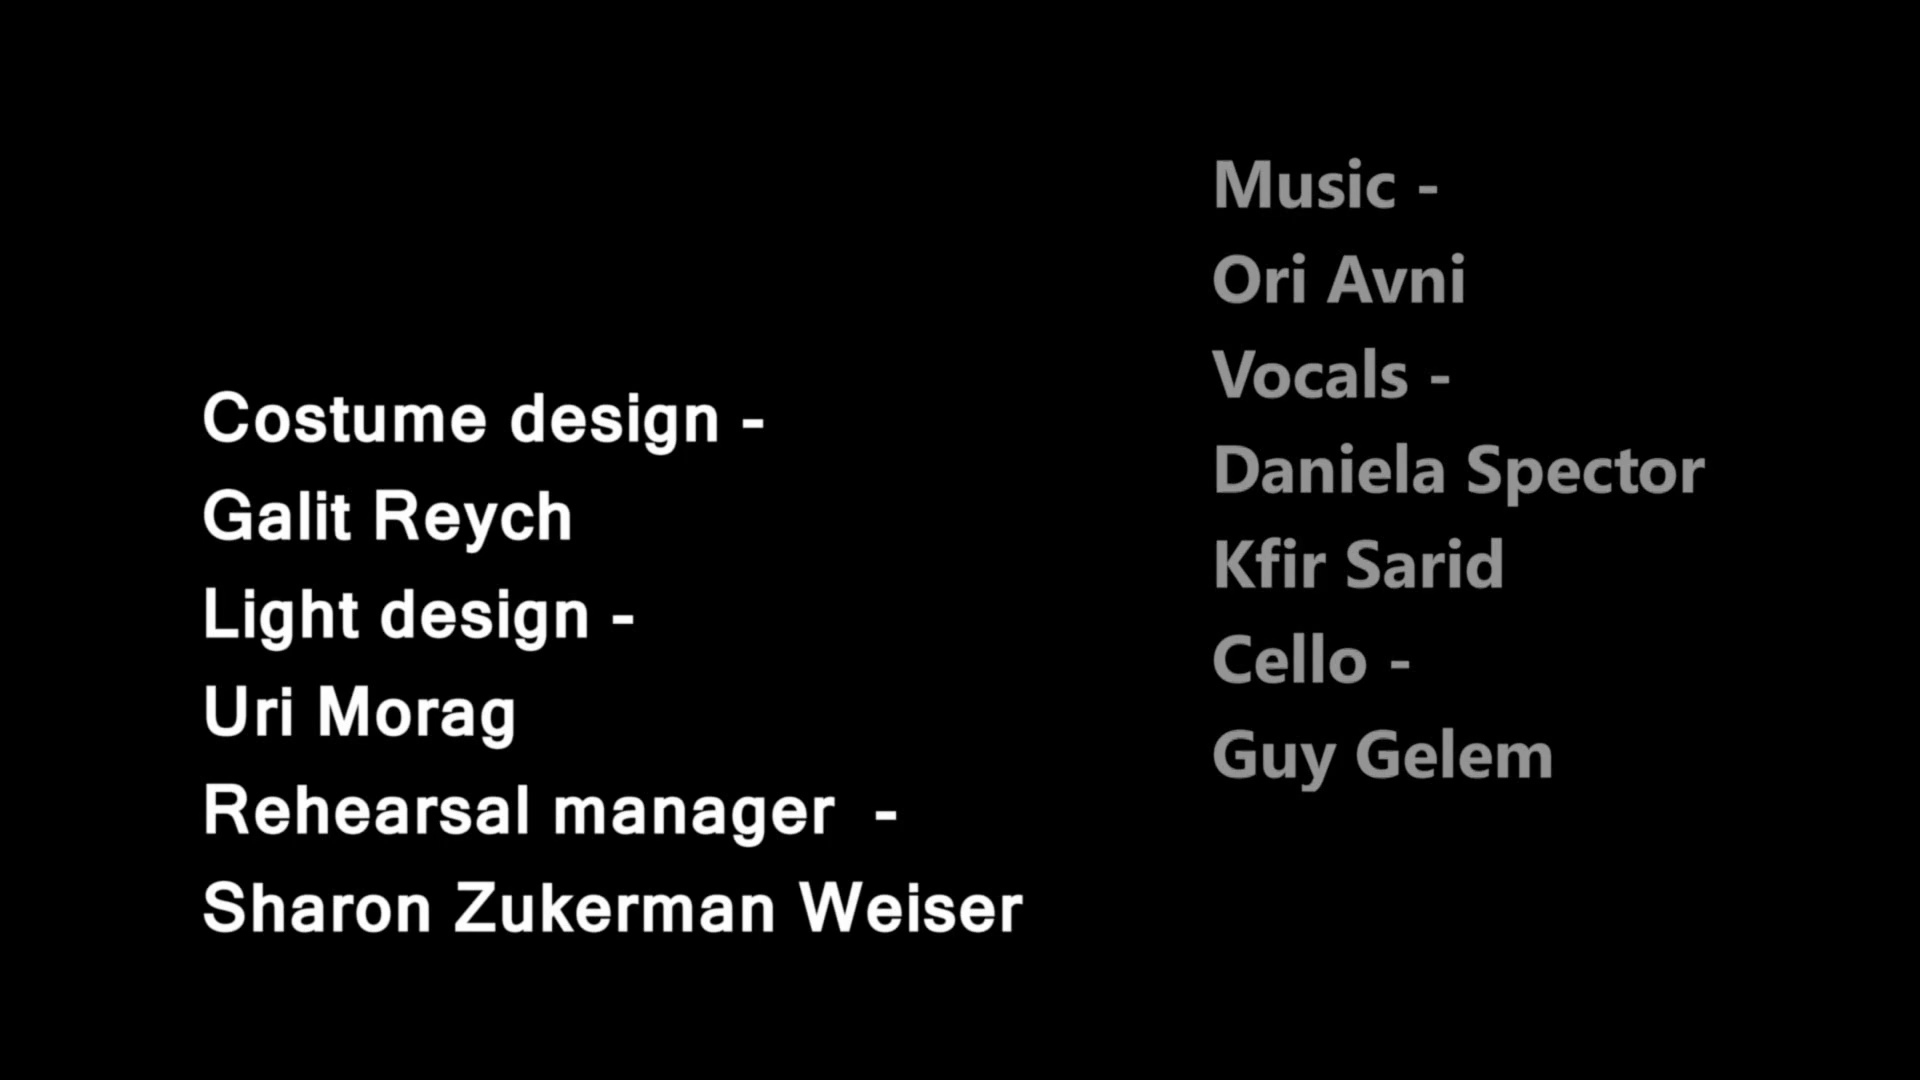 Costume design -
Galit Reych
Light design -
Uri Morag
Rehearsal manager  -
Sharon Zukerman Weiser
Music -
Ori Avni
Vocals -
Daniela Spector
Kfir Sarid
Cello -
Guy Gelem